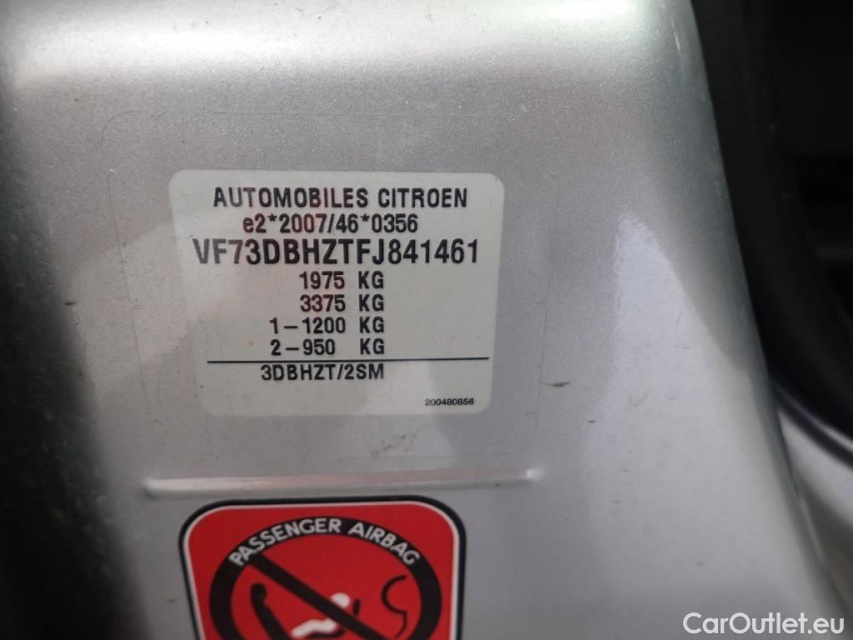 AUTOMOBILES CITROEN
e2*2007/46*0356
VF73DBHZTFJ841461
1975 KG
3375 KG
1-1200 KG
2-950 KG
3DBHZT/2SM
200480856
PASSENGER AIRBAG
CarOutlet.eu